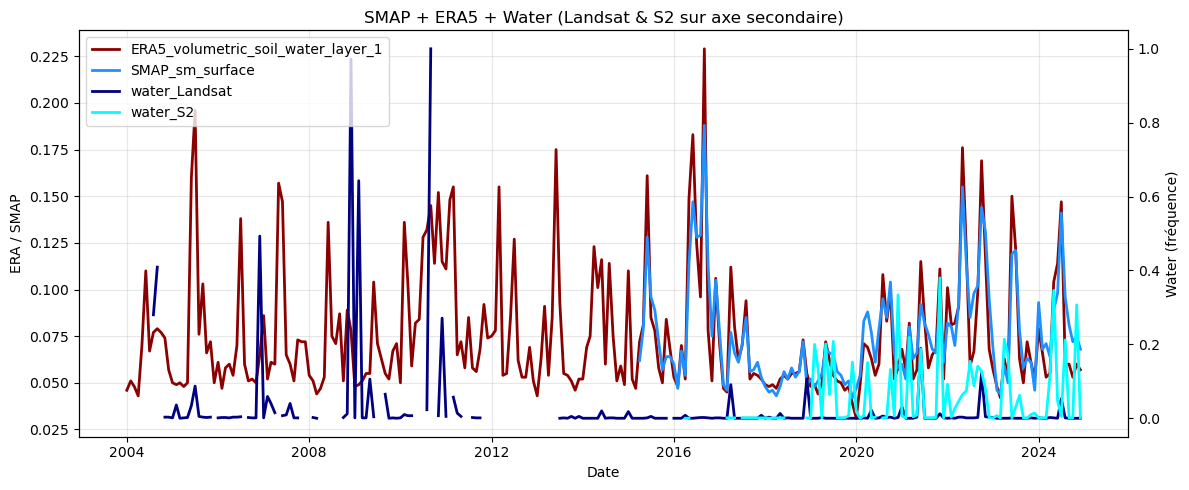 SMAP + ERA5 + Water (Landsat & S2 sur axe secondaire)
ERA5_volumetric_soil_water_layer_1
SMAP_sm_surface
water_Landsat
water_S2
ERA / SMAP
0.225
0.200
0.175
0.150
0.125
0.100
0.075
0.050
0.025
1.0
0.8
0.6
0.4
0.2
0.0
Water (fréquence)
2004
2008
2012
2016
2020
2024
Date